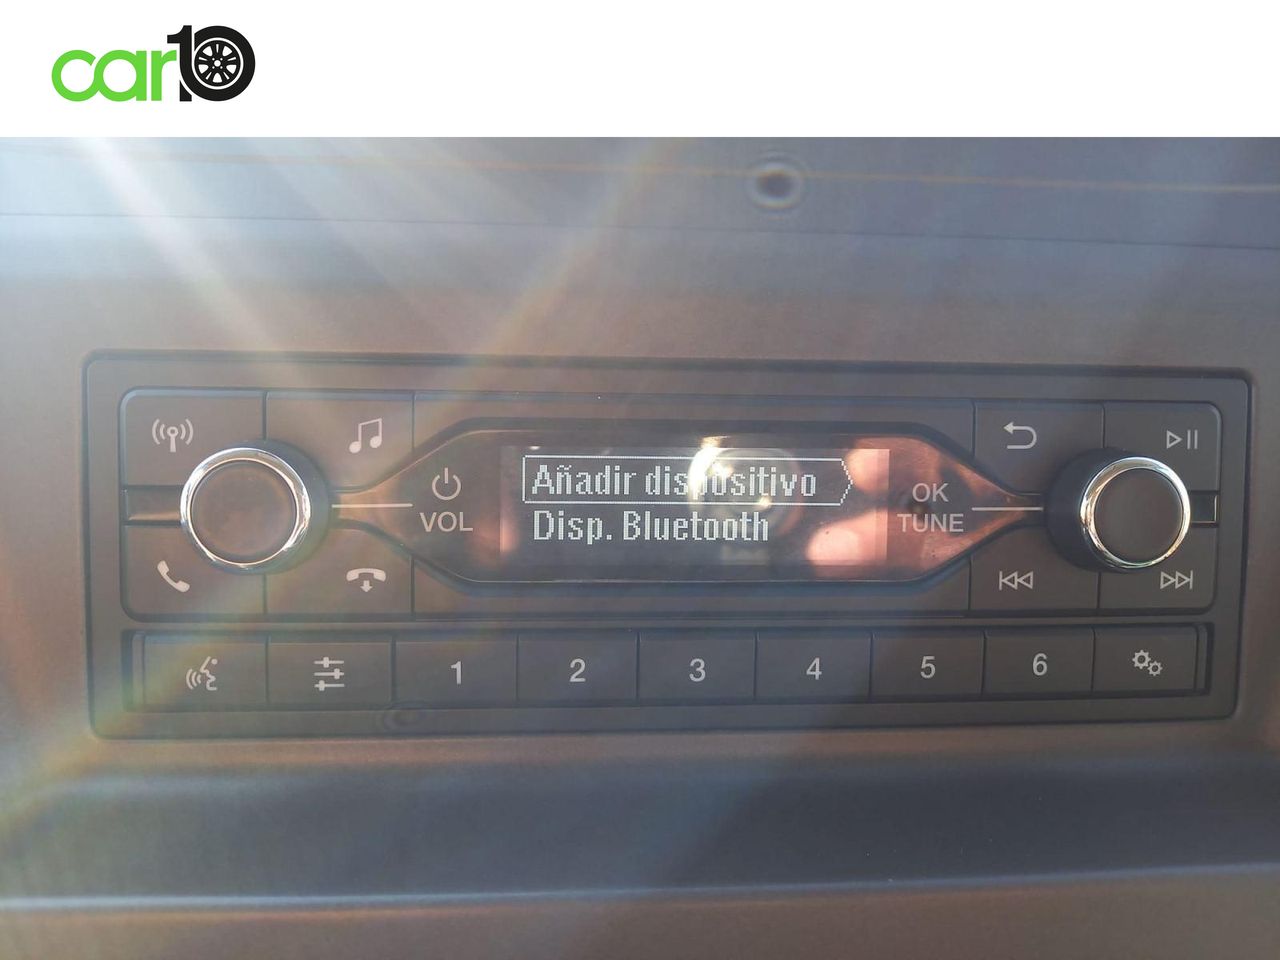 car10
Añadir dispositivo
VOL
OK
TUNE
Disp. Bluetooth
1 2 3 4 5 6